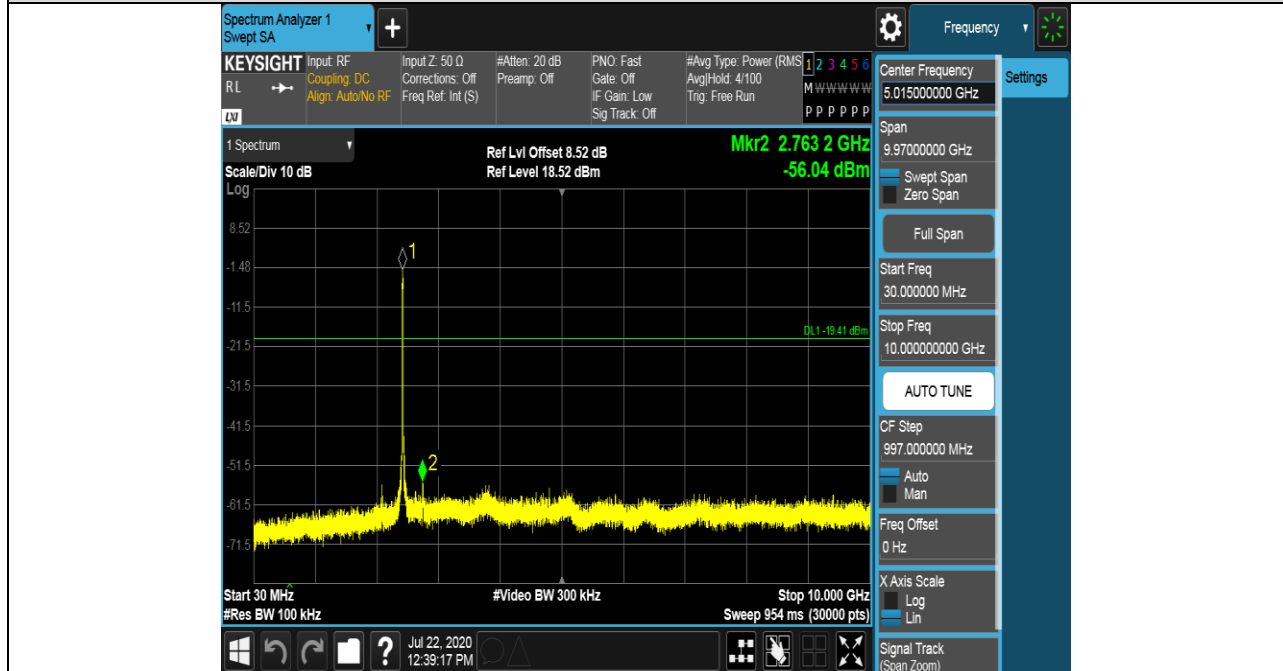 Spectrum Analyzer 1
Swept SA
+
Frequency
KEYSIGHT
RL
LXI
Input: RF
Coupling: DC
Align: Auto/No RF
Input Z: 50 Ω
Corrections: Off
Freq Ref: Int (S)
#Atten: 20 dB
Preamp: Off
PNO: Fast
Gate: Off
IF Gain: Low
Sig Track: Off
#Avg Type: Power (RMS
Avg|Hold: 4/100
Trig: Free Run
1 2 3 4 5 6
M W W W W W
P P P P P P
1 Spectrum
Scale/Div 10 dB
Log
Ref Lvl Offset 8.52 dB
Ref Level 18.52 dBm
Mkr2 2.763 2 GHz
-56.04 dBm
8.52
-1.48
-11.5
-21.5
-31.5
-41.5
-51.5
-61.5
-71.5
1
2
DL1 -19.41 dBm
Start 30 MHz
#Res BW 100 kHz
#Video BW 300 kHz
Stop 10.000 GHz
Sweep 954 ms (30000 pts)
?
Jul 22, 2020
12:39:17 PM
Center Frequency
5.015000000 GHz
Span
9.97000000 GHz
Swept Span
Zero Span
Full Span
Start Freq
30.000000 MHz
Stop Freq
10.000000000 GHz
AUTO TUNE
CF Step
997.000000 MHz
Auto
Man
Freq Offset
0 Hz
X Axis Scale
Log
Lin
Signal Track
(Span Zoom)
Settings